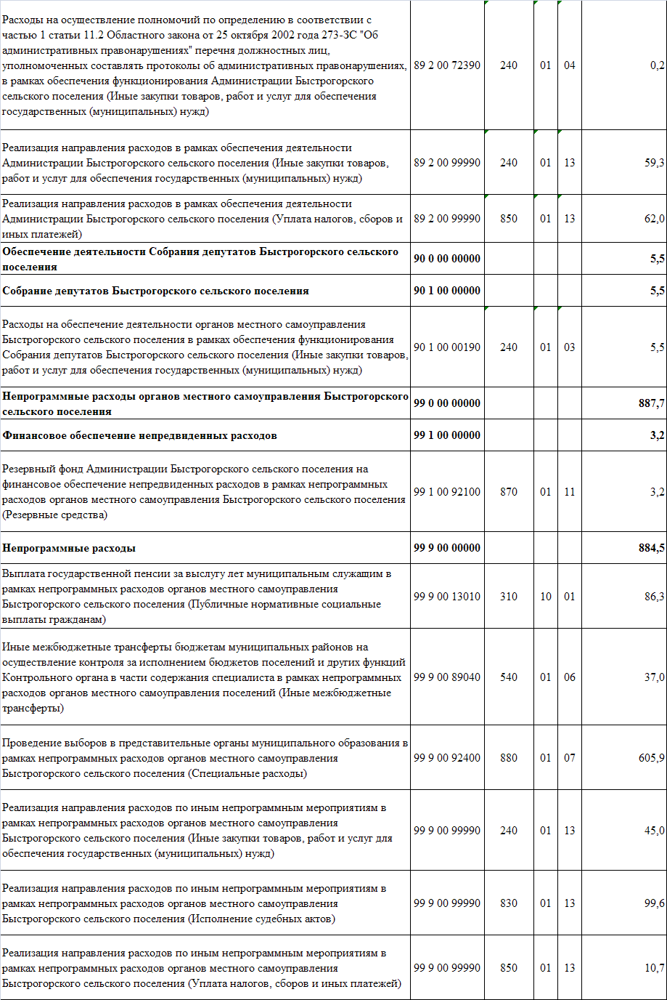 Расходы на осуществление полномочий по определению в соответствии с
частью 1 статьи 11.2 Областного закона от 25 октября 2002 года 273-ЗС "Об
административных правонарушениях" перечня должностных лиц,
уполномоченных составлять протоколы об административных правонарушениях,
в рамках обеспечения функционирования Администрации Быстрогорского
сельского поселения (Иные закупки товаров, работ и услуг для обеспечения
государственных (муниципальных) нужд)
89 2 00 72390 240 01 04 0,2
Реализация направления расходов в рамках обеспечения деятельности
Администрации Быстрогорского сельского поселения (Иные закупки товаров,
работ и услуг для обеспечения государственных (муниципальных) нужд)
89 2 00 99990 240 01 13 59,3
Реализация направления расходов в рамках обеспечения деятельности
Администрации Быстрогорского сельского поселения (Уплата налогов, сборов и
иных платежей)
89 2 00 99990 850 01 13 62,0
Обеспечение деятельности Собрания депутатов Быстрогорского сельского
поселения
90 0 00 00000 5,5
Собрание депутатов Быстрогорского сельского поселения
90 1 00 00000 5,5
Расходы на обеспечение деятельности органов местного самоуправления
Быстрогорского сельского поселения в рамках обеспечения функционирования
Собрания депутатов Быстрогорского сельского поселения (Иные закупки товаров,
работ и услуг для обеспечения государственных (муниципальных) нужд)
90 1 00 00190 240 01 03 5,5
Непрограммные расходы органов местного самоуправления Быстрогорского
сельского поселения
99 0 00 00000 887,7
Финансовое обеспечение непредвиденных расходов
99 1 00 00000 3,2
Резервный фонд Администрации Быстрогорского сельского поселения на
финансовое обеспечение непредвиденных расходов в рамках непрограммных
расходов органов местного самоуправления Быстрогорского сельского поселения
(Резервные средства)
99 1 00 92100 870 01 11 3,2
Непрограммные расходы
99 9 00 00000 884,5
Выплата государственной пенсии за выслугу лет муниципальным служащим в
рамках непрограммных расходов органов местного самоуправления
Быстрогорского сельского поселения (Публичные нормативные социальные
выплаты гражданам)
99 9 00 13010 310 10 01 86,3
Иные межбюджетные трансферты бюджетам муниципальных районов на
осуществление контроля за исполнением бюджетов поселений и других функций
Контрольного органа в части содержания специалиста в рамках непрограммных
расходов органов местного самоуправления поселений (Иные межбюджетные
трансферты)
99 9 00 89040 540 01 06 37,0
Проведение выборов в представительные органы муниципального образования в
рамках непрограммных расходов органов местного самоуправления
Быстрогорского сельского поселения (Специальные расходы)
99 9 00 92400 880 01 07 605,9
Реализация направления расходов по иным непрограммным мероприятиям в
рамках непрограммных расходов органов местного самоуправления
Быстрогорского сельского поселения (Иные закупки товаров, работ и услуг для
обеспечения государственных (муниципальных) нужд)
99 9 00 99990 240 01 13 45,0
Реализация направления расходов по иным непрограммным мероприятиям в
рамках непрограммных расходов органов местного самоуправления
Быстрогорского сельского поселения (Исполнение судебных актов)
99 9 00 99990 830 01 13 99,6
Реализация направления расходов по иным непрограммным мероприятиям в
рамках непрограммных расходов органов местного самоуправления
Быстрогорского сельского поселения (Уплата налогов, сборов и иных платежей)
99 9 00 99990 850 01 13 10,7